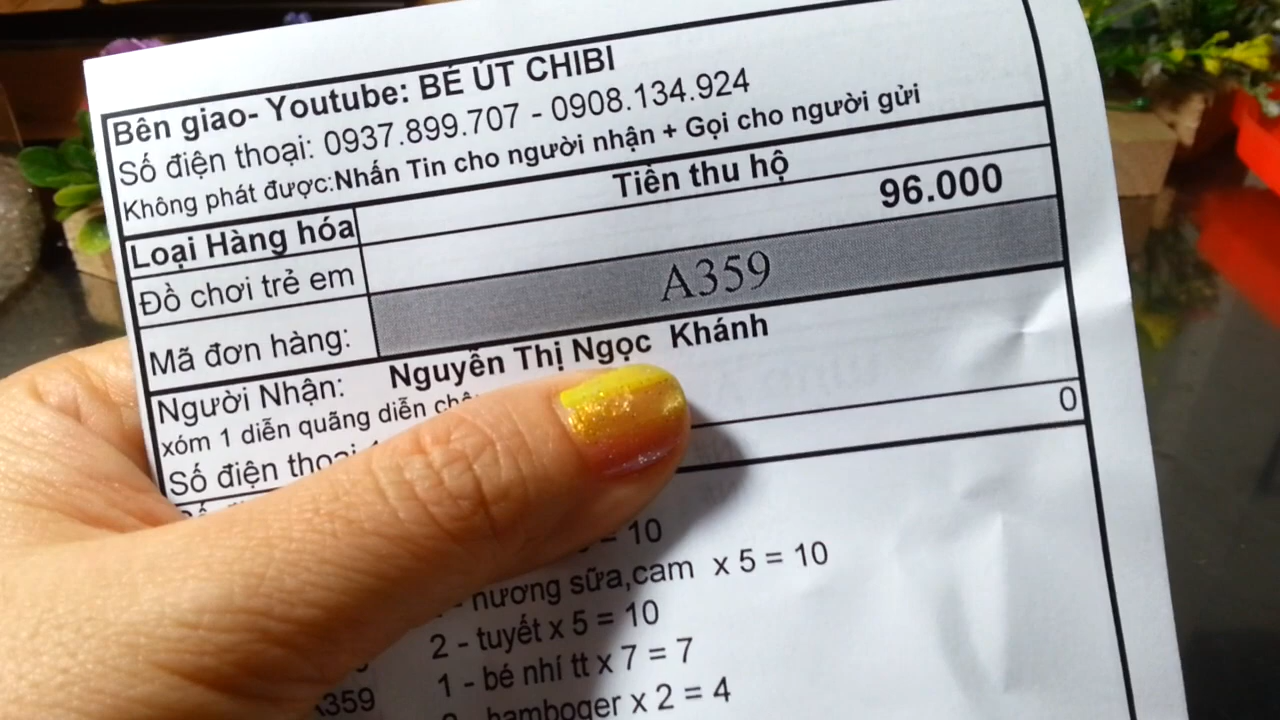 Bên giao- Youtube: BÉ ÚT CHIBI
Số điện thoại: 0937.899.707 - 0908.134.924
Không phát được:Nhắn Tin cho người nhận + Gọi cho người gửi
Loại Hàng hóa Tiền thu hộ
Đồ chơi trẻ em 96.000
Mã đơn hàng: A359
Người Nhận: Nguyễn Thị Ngọc Khánh
xóm 1 diễn quãng diễn
Số điện 0
= 10
- hương sữa,cam x 5 = 10
2 - tuyết x 5 = 10
1 - bé nhí tt x 7 = 7
A359 hamboger x 2 = 4